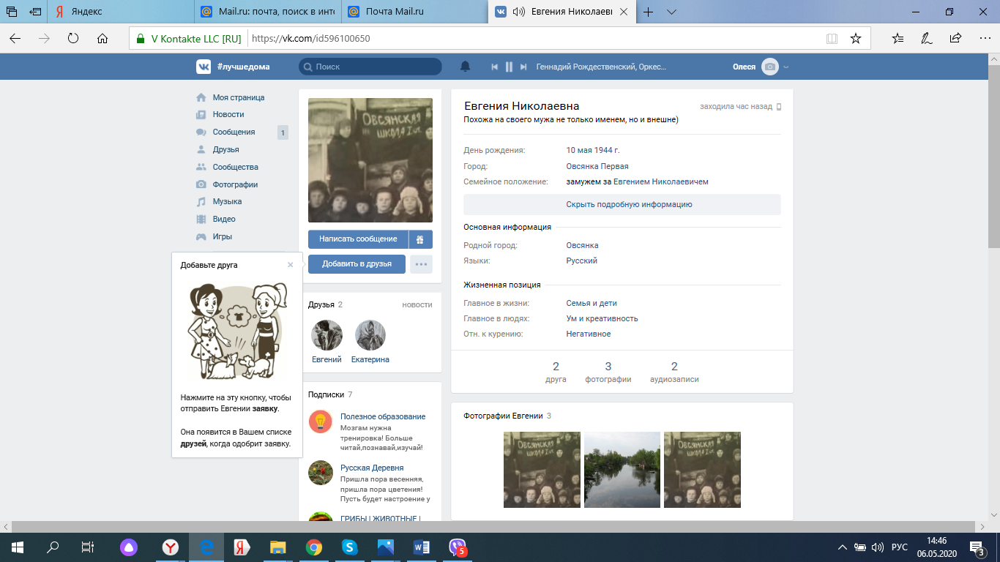 Яндекс
Mail.ru: почта, поиск в инте
Почта Mail.ru
Евгения Николаевн
V Kontakte LLC [RU]
https://vk.com/id596100650
#лучшедома
Поиск
Геннадий Рождественский, Оркес...
Олеся
Моя страница
Новости
Сообщения
1
Друзья
Сообщества
Фотографии
Музыка
Видео
Игры
Добавьте друга
Нажмите на эту кнопку, чтобы
отправить Евгении заявку.
Она появится в Вашем списке
друзей, когда одобрит заявку.
ОВСЯНСКАЯ
ШКОЛА I ст.
Написать сообщение
Добавить в друзья
Друзья 2
новости
Евгений
Екатерина
Подписки 7
Полезное образование
Мозгам нужна
тренировка! Больше
читай,познавай,изучай!
Русская Деревня
Пришла пора весенняя,
пришла пора цветения!
Пусть будет настроение у
ГРИБЫ | ЖИВОТНЫЕ |
Евгения Николаевна
заходила час назад
Похожа на своего мужа не только именем, но и внешне)
День рождения:
10 мая 1944 г.
Город:
Овсянка Первая
Семейное положение:
замужем за Евгением Николаевичем
Скрыть подробную информацию
Основная информация
Родной город:
Овсянка
Языки:
Русский
Жизненная позиция
Главное в жизни:
Семья и дети
Главное в людях:
Ум и креативность
Отн. к курению:
Негативное
2
друга
3
фотографии
2
аудиозаписи
Фотографии Евгении 3
ОВСЯНСКАЯ
ШКОЛА I ст.
ОВСЯНСКАЯ
ШКОЛА I ст.
5
РУС
14:46
06.05.2020
3